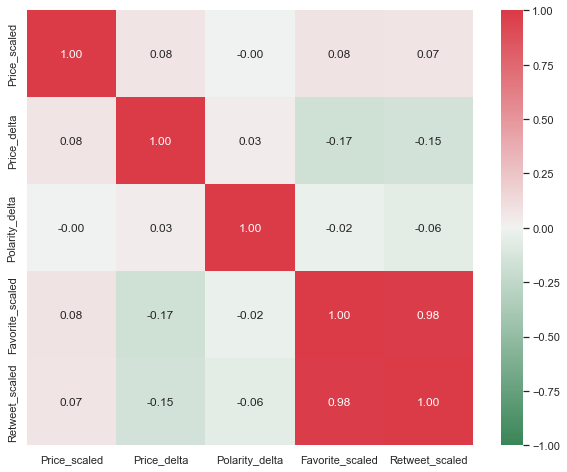 Price_scaled 1.00 0.08 -0.00 0.08 0.07
Price_delta 0.08 1.00 0.03 -0.17 -0.15
Polarity_delta -0.00 0.03 1.00 -0.02 -0.06
Favorite_scaled 0.08 -0.17 -0.02 1.00 0.98
Retweet_scaled 0.07 -0.15 -0.06 0.98 1.00
Price_scaled Price_delta Polarity_delta Favorite_scaled Retweet_scaled
1.00
0.75
0.50
0.25
0.00
−0.25
−0.50
−0.75
−1.00